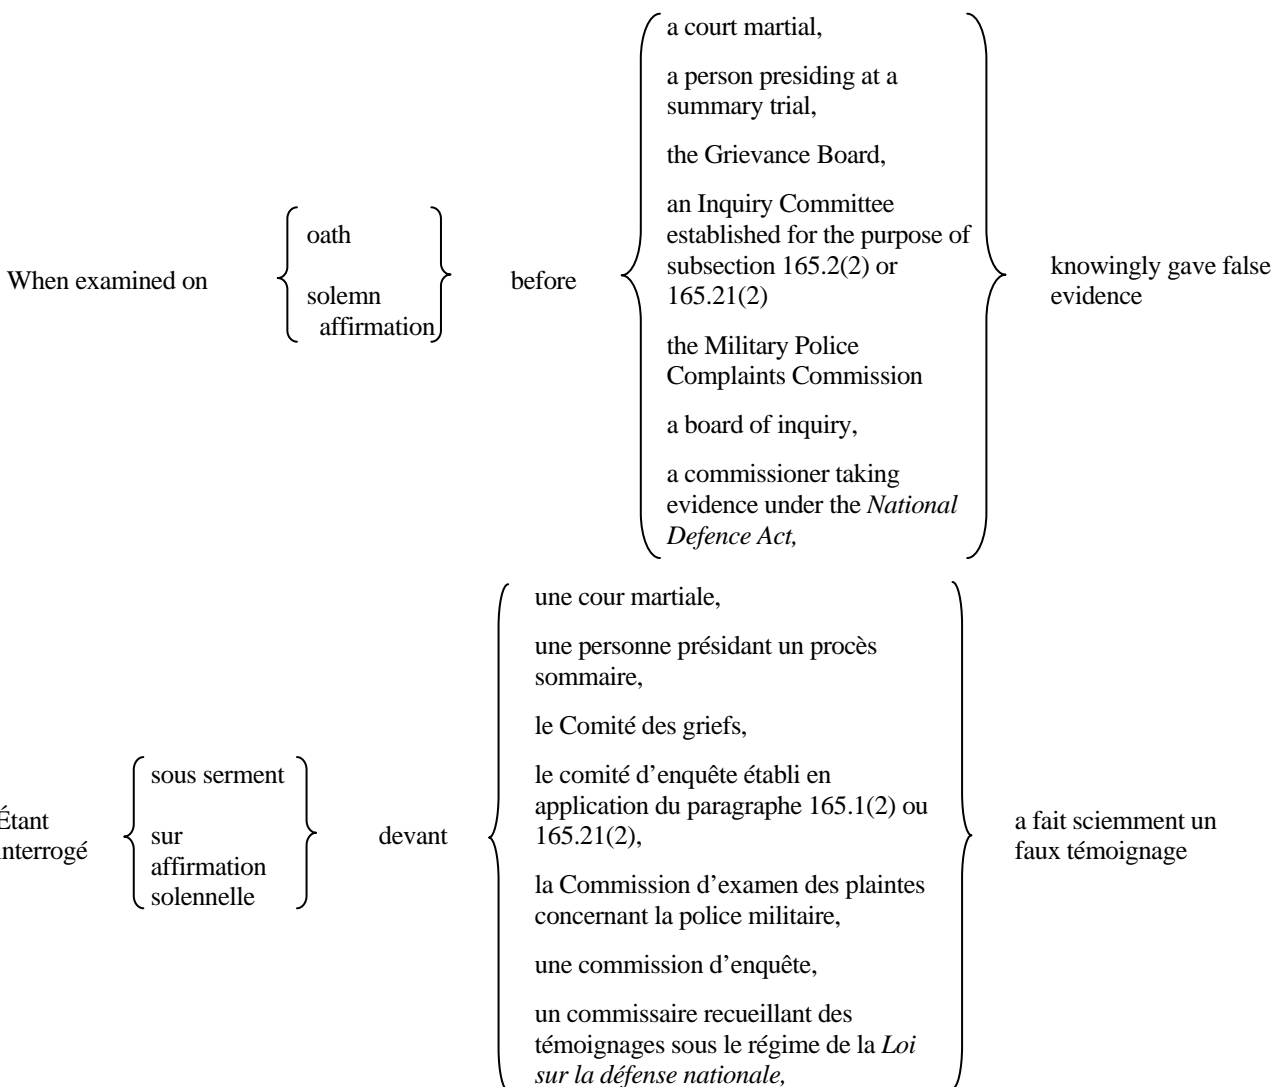 When examined on
oath
solemn
affirmation
before
a court martial,
a person presiding at a
summary trial,
the Grievance Board,
an Inquiry Committee
established for the purpose of
subsection 165.2(2) or
165.21(2)
the Military Police
Complaints Commission
a board of inquiry,
a commissioner taking
evidence under the National
Defence Act,
knowingly gave false
evidence
Étant
interrogé
sous serment
sur
affirmation
solennelle
devant
une cour martiale,
une personne présidant un procès
sommaire,
le Comité des griefs,
le comité d’enquête établi en
application du paragraphe 165.1(2) ou
165.21(2),
la Commission d’examen des plaintes
concernant la police militaire,
une commission d’enquête,
un commissaire recueillant des
témoignages sous le régime de la Loi
sur la défense nationale,
a fait sciemment un
faux témoignage